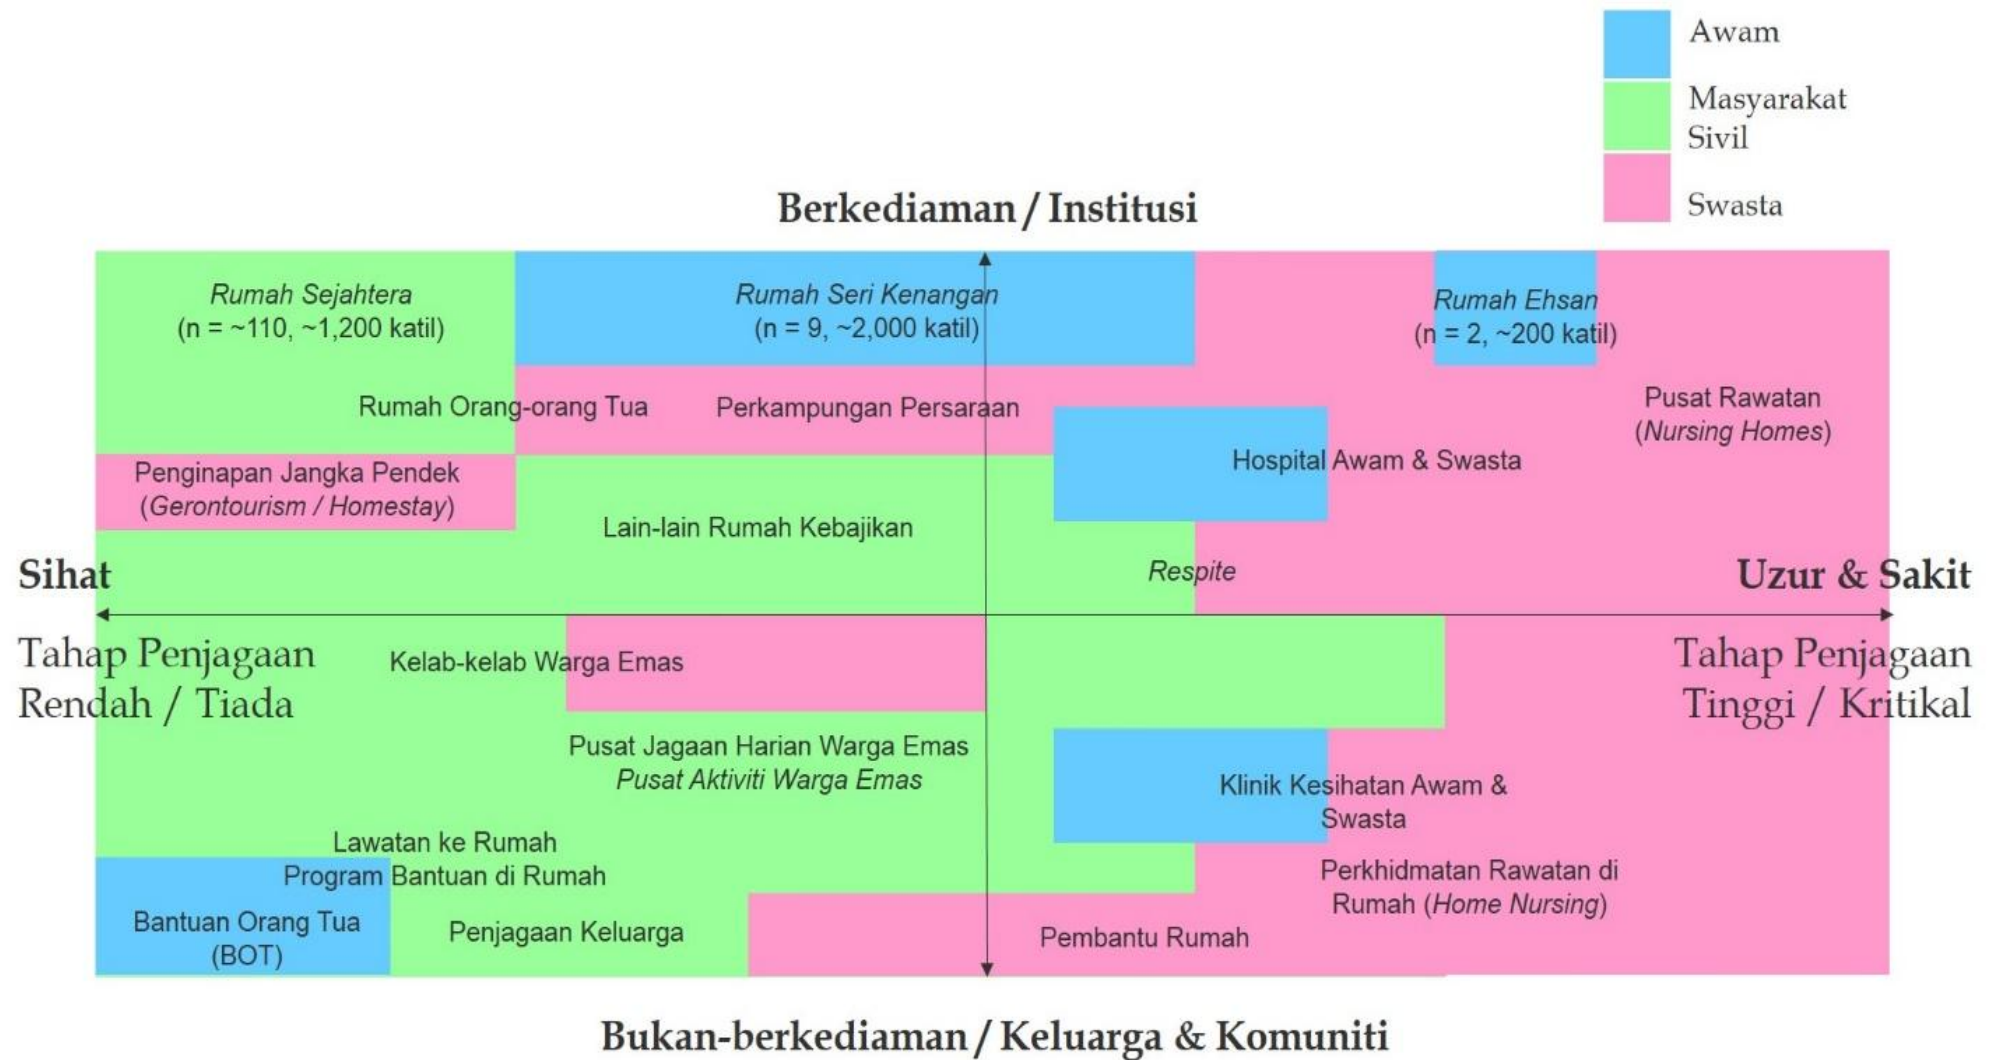 Awam
Masyarakat
Sivil
Swasta
Berkediaman / Institusi
Rumah Sejahtera
(n = ~110, ~1,200 katil)
Rumah Seri Kenangan
(n = 9, ~2,000 katil)
Rumah Ehsan
(n = 2, ~200 katil)
Rumah Orang-orang Tua
Perkampungan Persaraan
Pusat Rawatan
(Nursing Homes)
Penginapan Jangka Pendek
(Gerontourism / Homestay)
Hospital Awam & Swasta
Lain-lain Rumah Kebajikan
Respite
Sihat
Uzur & Sakit
Tahap Penjagaan
Rendah / Tiada
Kelab-kelab Warga Emas
Tahap Penjagaan
Tinggi / Kritikal
Pusat Jagaan Harian Warga Emas
Pusat Aktiviti Warga Emas
Klinik Kesihatan Awam &
Swasta
Lawatan ke Rumah
Program Bantuan di Rumah
Perkhidmatan Rawatan di
Rumah (Home Nursing)
Bantuan Orang Tua
(BOT)
Penjagaan Keluarga
Pembantu Rumah
Bukan-berkediaman / Keluarga & Komuniti